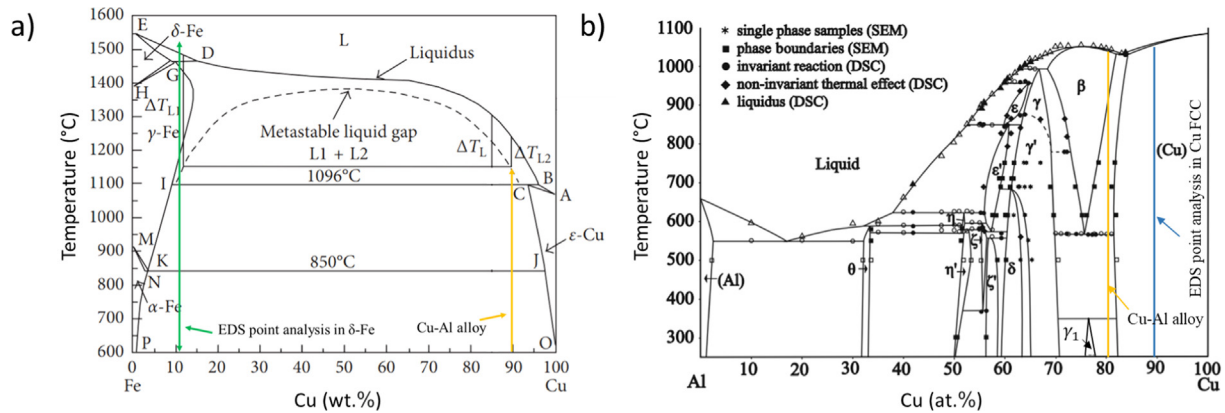 a)
Temperature (°C)
1600
1500
1400
1300
1200
1100
1000
900
800
700
600
E
δ-Fe
D
G
H
ΔT_L1
γ-Fe
L
Liquidus
Metastable liquid gap
L1 + L2
ΔT_L
ΔT_L2
1096°C
I
C
B
A
ε-Cu
M
K
N
α-Fe
P
850°C
J
O
EDS point analysis in δ-Fe
Cu-Al alloy
0 10 20 30 40 50 60 70 80 90 100
Fe
Cu (wt.%)
Cu
b)
Temperature (°C)
1100
1000
900
800
700
600
500
400
300
single phase samples (SEM)
phase boundaries (SEM)
invariant reaction (DSC)
non-invariant thermal effect (DSC)
liquidus (DSC)
Liquid
β
ε
γ
γ'
ε'
(Cu)
η
ζ
θ
η'
ζ'
δ
(Al)
γ1
Cu-Al alloy
EDS point analysis in Cu FCC
Al
10 20 30 40 50 60 70 80 90 100
Cu
Cu (at.%)